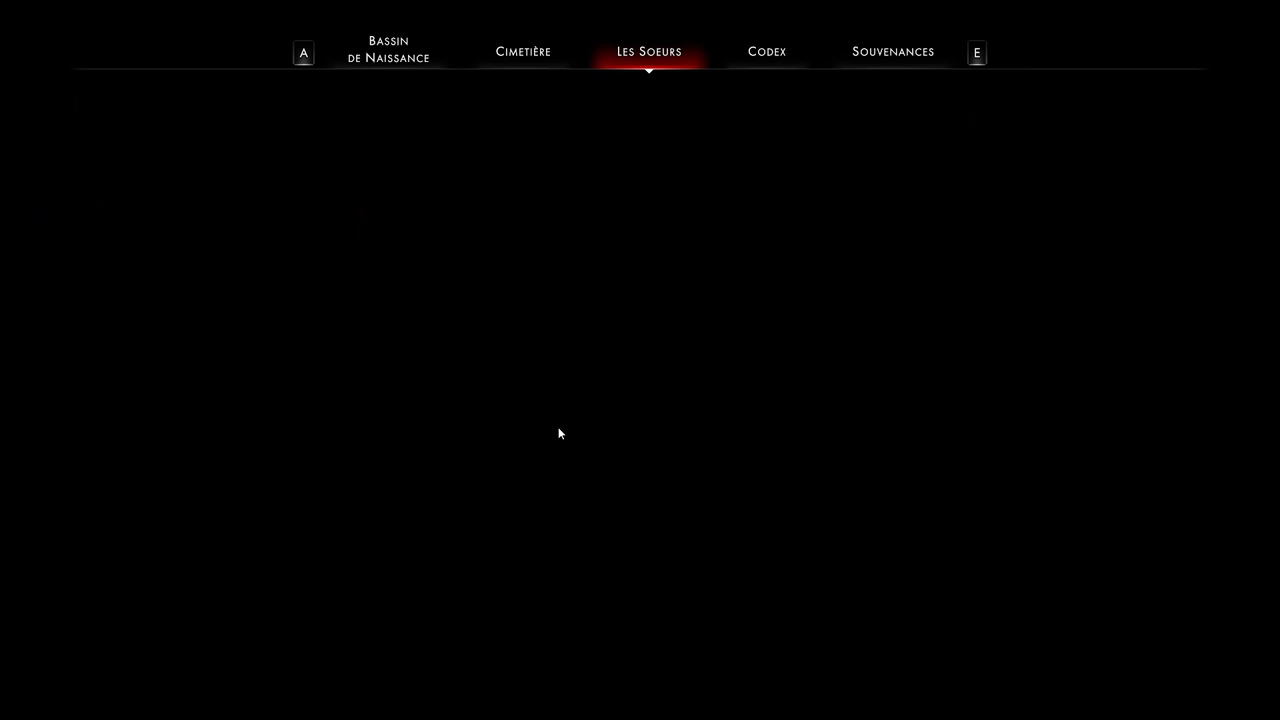 A
Bassin
de Naissance
Cimetière
Les Soeurs
Codex
Souvenances
E